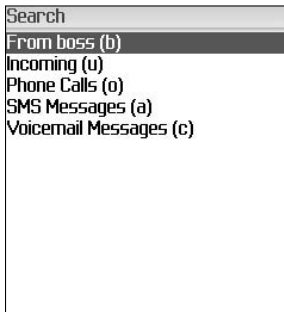 Search
From boss (b)
Incoming (u)
Phone Calls (o)
SMS Messages (a)
Voicemail Messages (c)